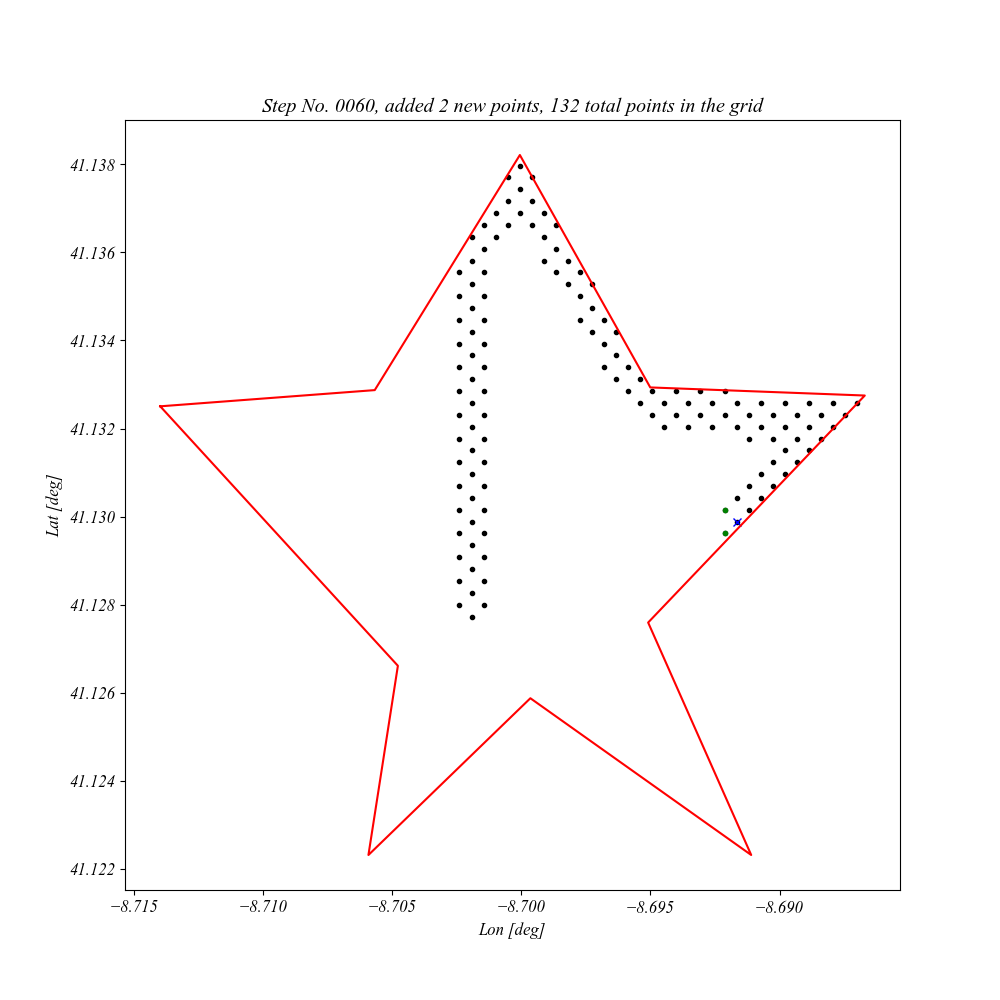 Step No. 0060, added 2 new points, 132 total points in the grid
41.138
41.136
41.134
41.132
41.130
41.128
41.126
41.124
41.122
Lat [deg]
−8.715 −8.710 −8.705 −8.700 −8.695 −8.690
Lon [deg]